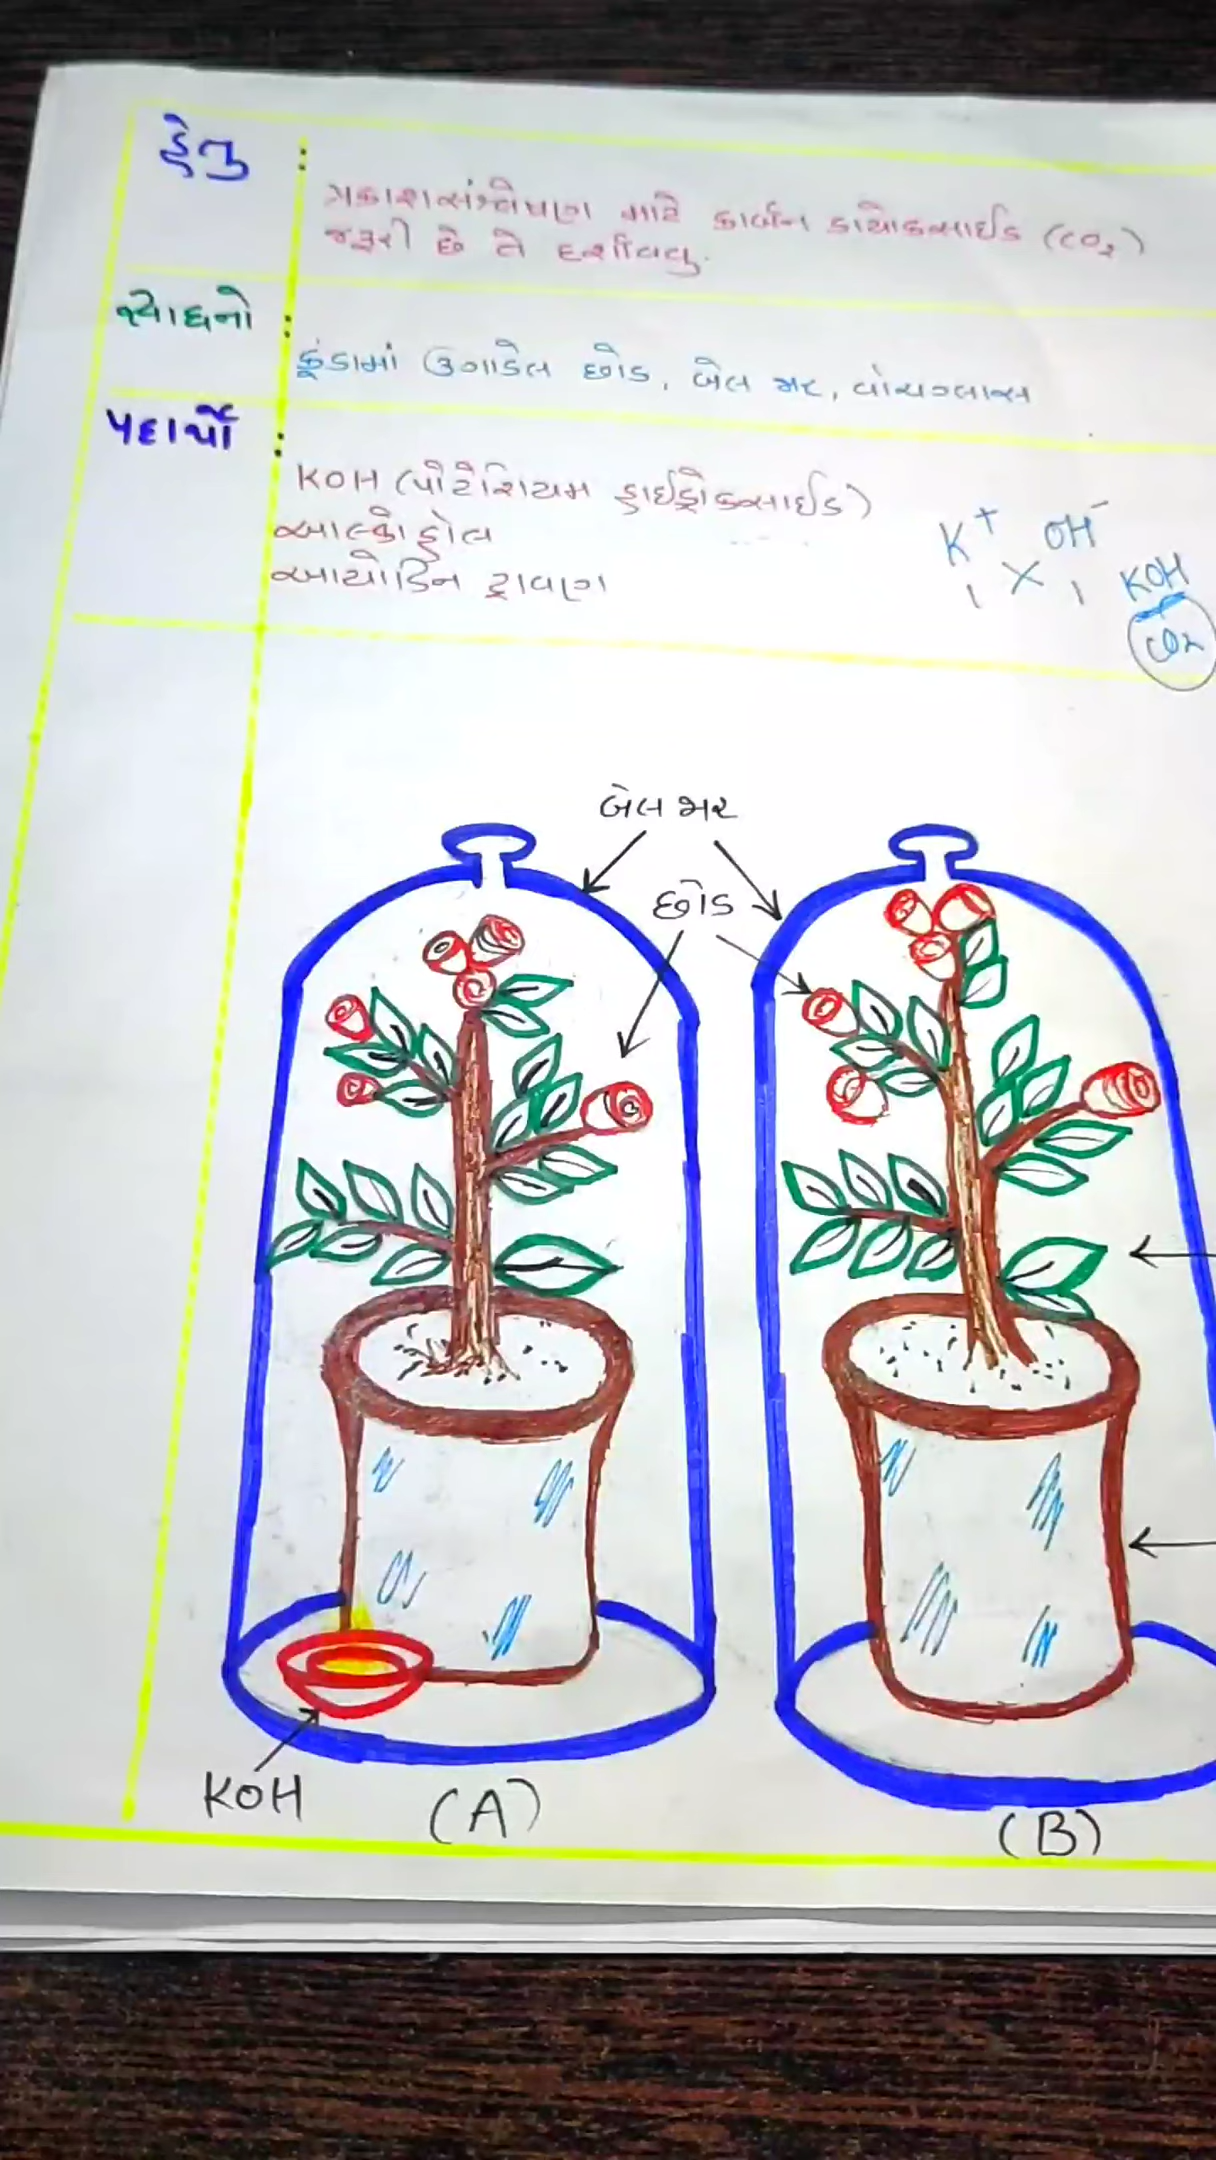 હેતુ :
પ્રકાશસંશ્લેષણ માટે કાર્બન ડાયોક્સાઈડ (CO₂)
જરૂરી છે તે દર્શાવવુ.
સાધનો :
કૂંડામાં ઉગાડેલ છોડ, બેલ જાર, વોચગ્લાસ
પદાર્થો :
KOH (પોટેશિયમ હાઈડ્રોક્સાઈડ)
આલ્કોહોલ
આયોડિન દ્રાવણ
K⁺ OH⁻
KOH
CO₂
બેલ જાર
છોડ
KOH
(A)
(B)